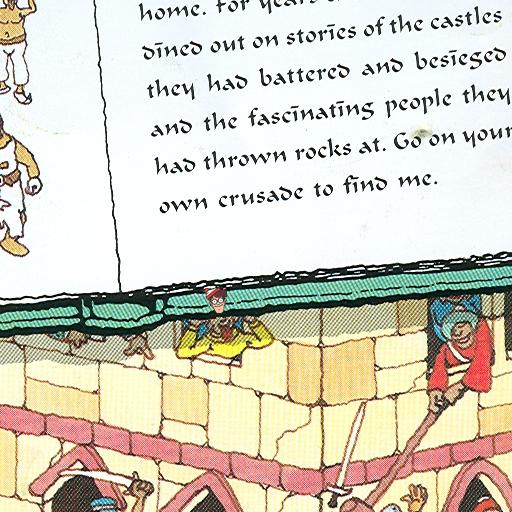 home. For years
dined out on stories of the castles
they had battered and besieged
and the fascinating people they
had thrown rocks at. Go on your
own crusade to find me.